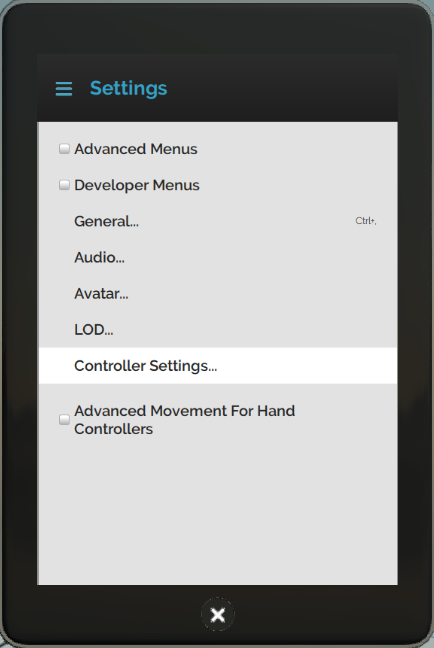 Settings
Advanced Menus
Developer Menus
General... Ctrl+,
Audio...
Avatar...
LOD...
Controller Settings...
Advanced Movement For Hand
Controllers